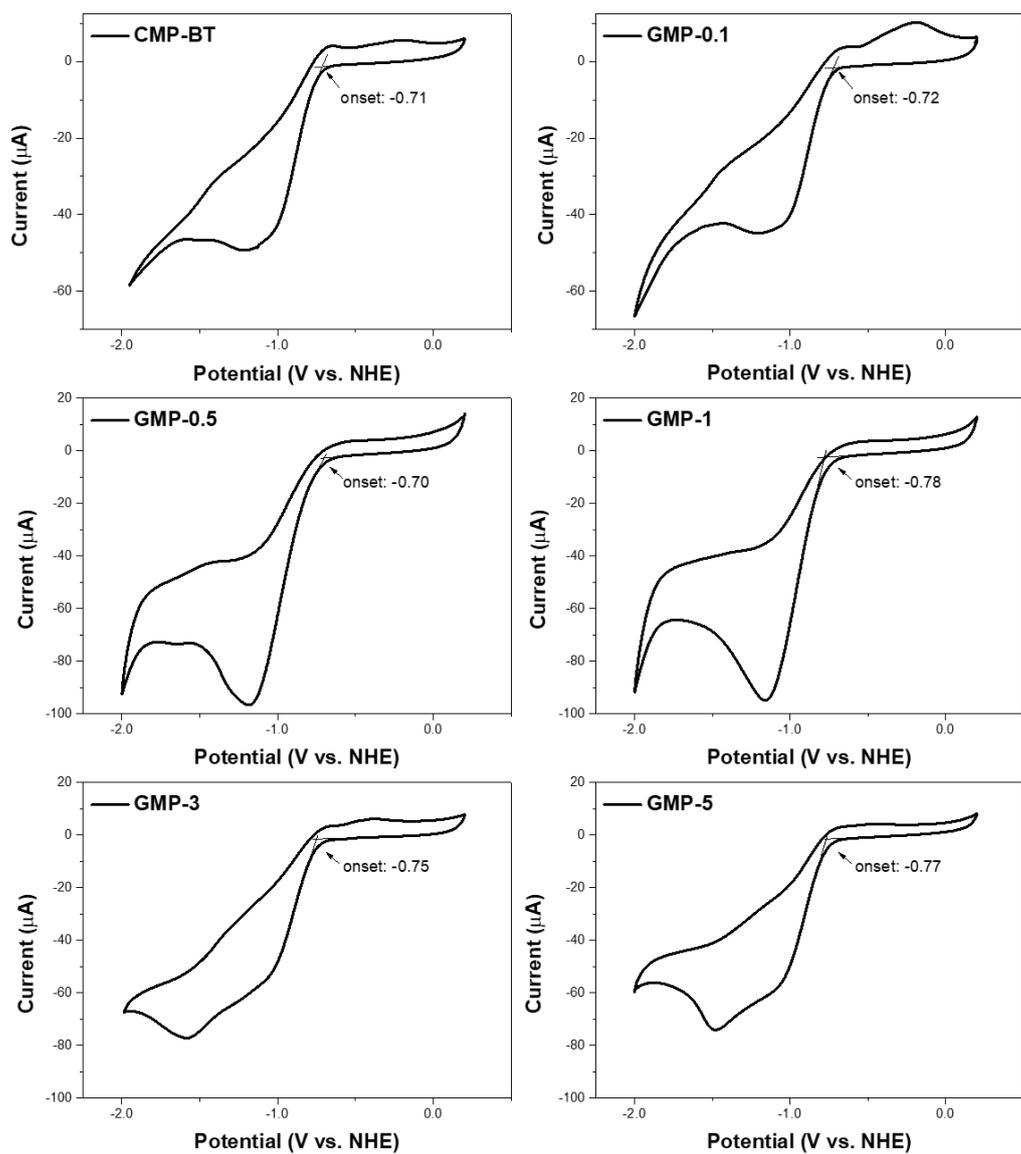 CMP-BT
0
-20
-40
-60
onset: -0.71
-2.0 -1.0 0.0
Current (μA)
Potential (V vs. NHE)
GMP-0.1
0
-20
-40
-60
onset: -0.72
-2.0 -1.0 0.0
Current (μA)
Potential (V vs. NHE)
GMP-0.5
20
0
-20
-40
-60
-80
-100
onset: -0.70
-2.0 -1.0 0.0
Current (μA)
Potential (V vs. NHE)
GMP-1
20
0
-20
-40
-60
-80
-100
onset: -0.78
-2.0 -1.0 0.0
Current (μA)
Potential (V vs. NHE)
GMP-3
20
0
-20
-40
-60
-80
-100
onset: -0.75
-2.0 -1.0 0.0
Current (μA)
Potential (V vs. NHE)
GMP-5
20
0
-20
-40
-60
-80
-100
onset: -0.77
-2.0 -1.0 0.0
Current (μA)
Potential (V vs. NHE)